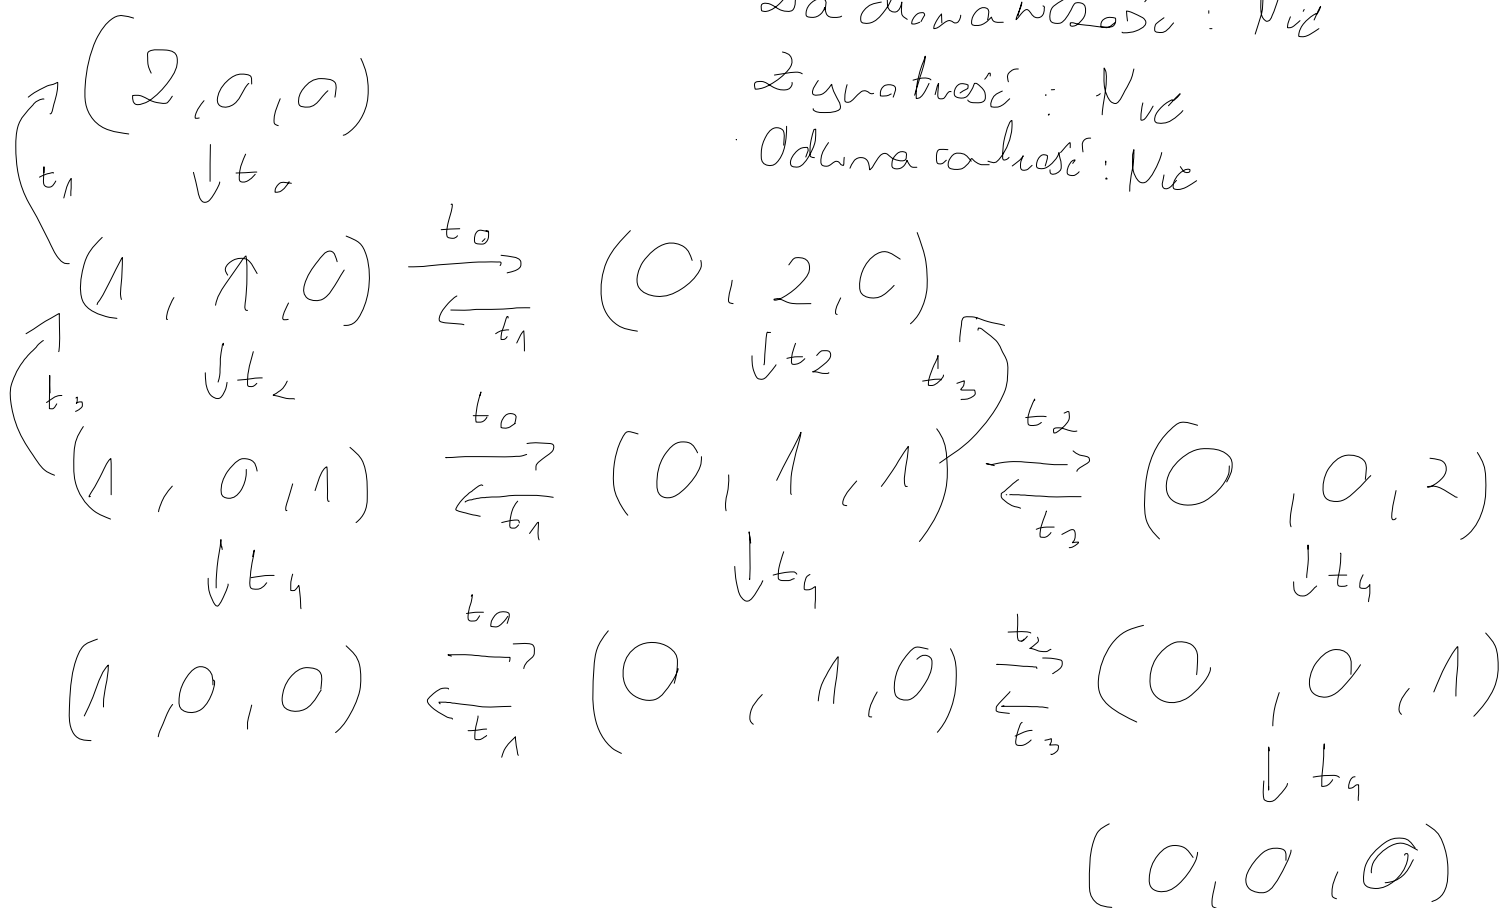 Zachowawczość : Nie
(2,0,0)
Żywotność : Nie
Odwracalność : Nie
t1 ↓ t0
(1,1,0) t0 → ← t1 (0,2,0)
t3 ↓ t2 ↓ t2 t3
(1,0,1) t0 → ← t1 (0,1,1) t2 → ← t3 (0,0,2)
↓ t4 ↓ t4 ↓ t4
(1,0,0) t0 → ← t1 (0,1,0) t2 → ← t3 (0,0,1)
↓ t4
(0,0,0)